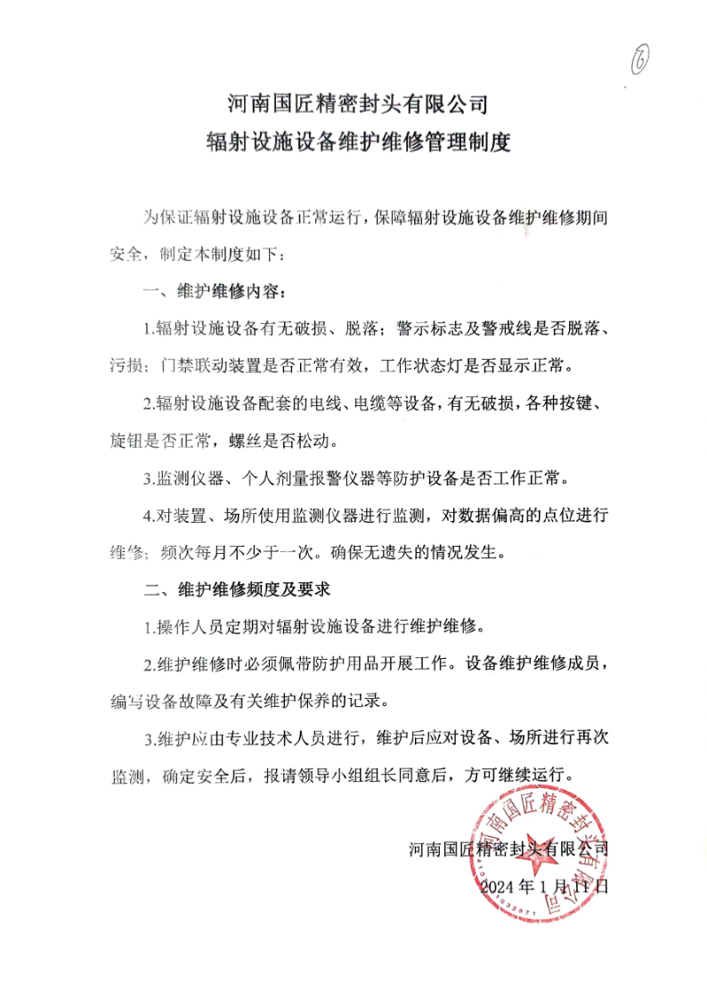 ⑥
河南国匠精密封头有限公司
辐射设施设备维护维修管理制度
为保证辐射设施设备正常运行，保障辐射设施设备维护维修期间
安全，制定本制度如下：
一、维护维修内容：
1.辐射设施设备有无破损、脱落；警示标志及警戒线是否脱落、
污损；门禁联动装置是否正常有效，工作状态灯是否显示正常。
2.辐射设施设备配套的电线、电缆等设备，有无破损，各种按键、
旋钮是否正常，螺丝是否松动。
3.监测仪器、个人剂量报警仪器等防护设备是否工作正常。
4.对装置、场所使用监测仪器进行监测，对数据偏高的点位进行
维修；频次每月不少于一次。确保无遗失的情况发生。
二、维护维修频度及要求
1.操作人员定期对辐射设施设备进行维护维修。
2.维护维修时必须佩带防护用品开展工作。设备维护维修成员，
编写设备故障及有关维护保养的记录。
3.维护应由专业技术人员进行，维护后应对设备、场所进行再次
监测，确定安全后，报请领导小组组长同意后，方可继续运行。
河南国匠精密封头有限公司
2024年1月11日
河南国匠精密封头有限公司